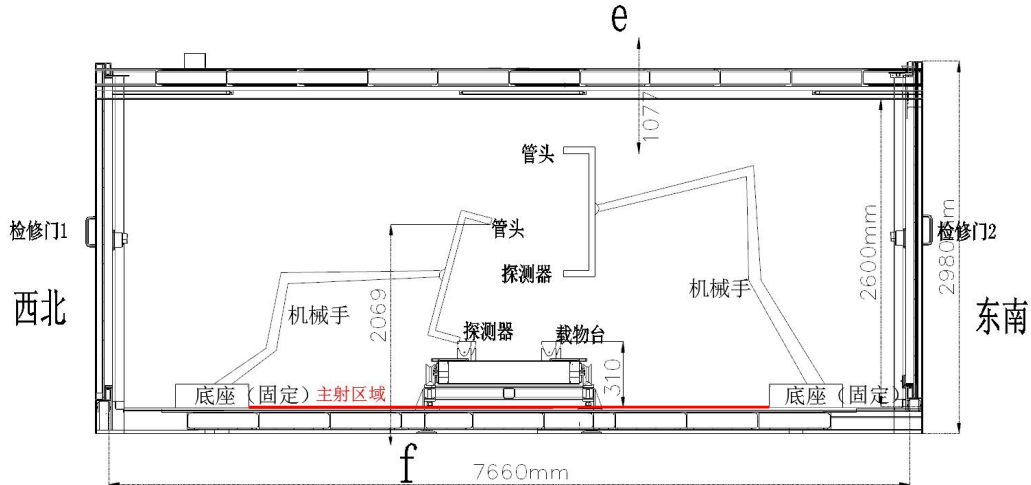 e
1077
管头
检修门1
管头
检修门2
2600mm
2980mm
西北
探测器
机械手
东南
机械手
2069
探测器
载物台
310
底座（固定）
主射区域
底座（固定）
f
7660mm